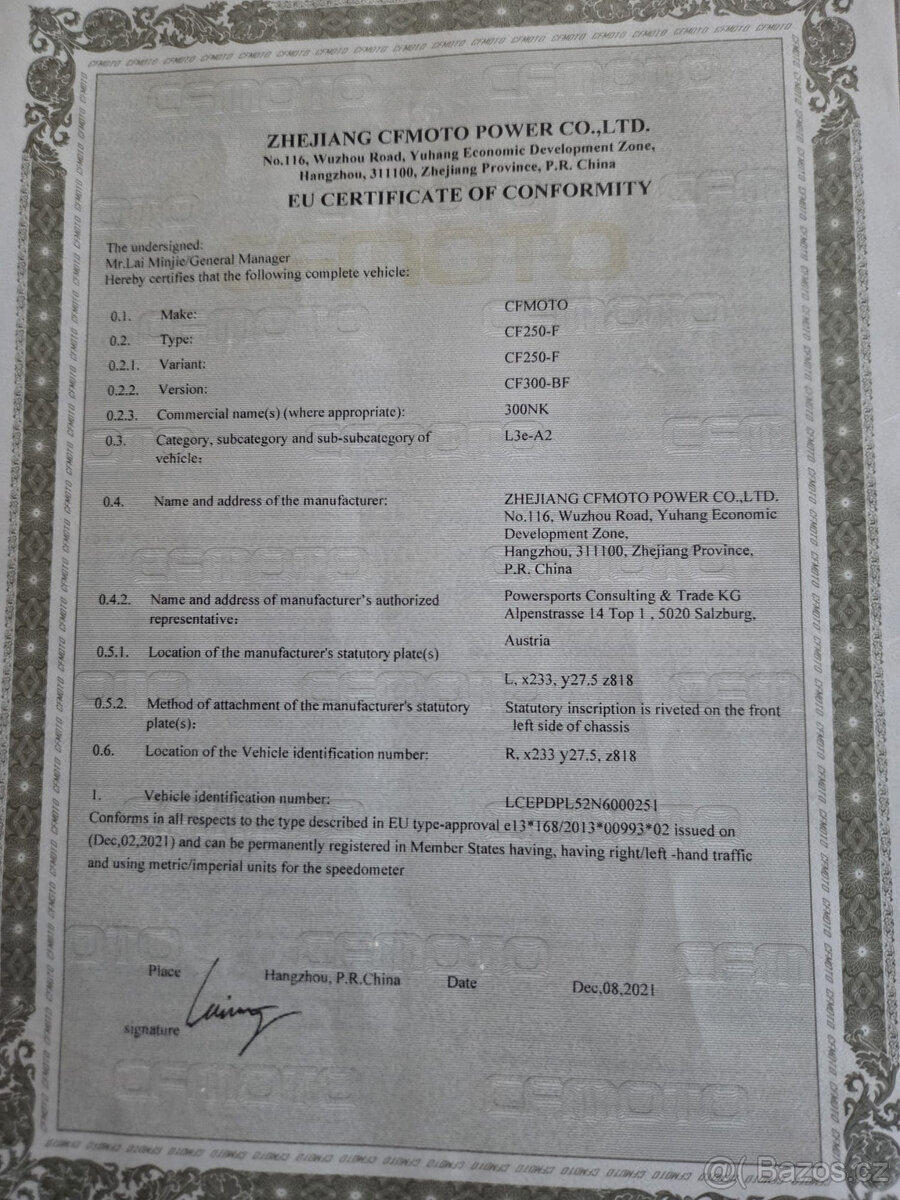 ZHEJIANG CFMOTO POWER CO.,LTD.
No.116, Wuzhou Road, Yuhang Economic Development Zone,
Hangzhou, 311100, Zhejiang Province, P.R. China
EU CERTIFICATE OF CONFORMITY
The undersigned:
Mr.Lai Minjie/General Manager
Hereby certifies that the following complete vehicle:
0.1. Make: CFMOTO
0.2. Type: CF250-F
0.2.1. Variant: CF250-F
0.2.2. Version: CF300-BF
0.2.3. Commercial name(s) (where appropriate): 300NK
0.3. Category, subcategory and sub-subcategory of L3e-A2
vehicle:
0.4. Name and address of the manufacturer: ZHEJIANG CFMOTO POWER CO.,LTD.
No.116, Wuzhou Road, Yuhang Economic
Development Zone,
Hangzhou, 311100, Zhejiang Province,
P.R. China
0.4.2. Name and address of manufacturer's authorized Powersports Consulting & Trade KG
representative: Alpenstrasse 14 Top 1 , 5020 Salzburg,
Austria
0.5.1. Location of the manufacturer's statutory plate(s)
L, x233, y27.5 z818
0.5.2. Method of attachment of the manufacturer's statutory Statutory inscription is riveted on the front
plate(s): left side of chassis
0.6. Location of the Vehicle identification number: R, x233 y27.5, z818
1. Vehicle identification number: LCEPDPL52N6000251
Conforms in all respects to the type described in EU type-approval e13*168/2013*00993*02 issued on
(Dec,02,2021) and can be permanently registered in Member States having, having right/left -hand traffic
and using metric/imperial units for the speedometer
Place Hangzhou, P.R.China Date Dec,08,2021
signature
@( Bazos.cz